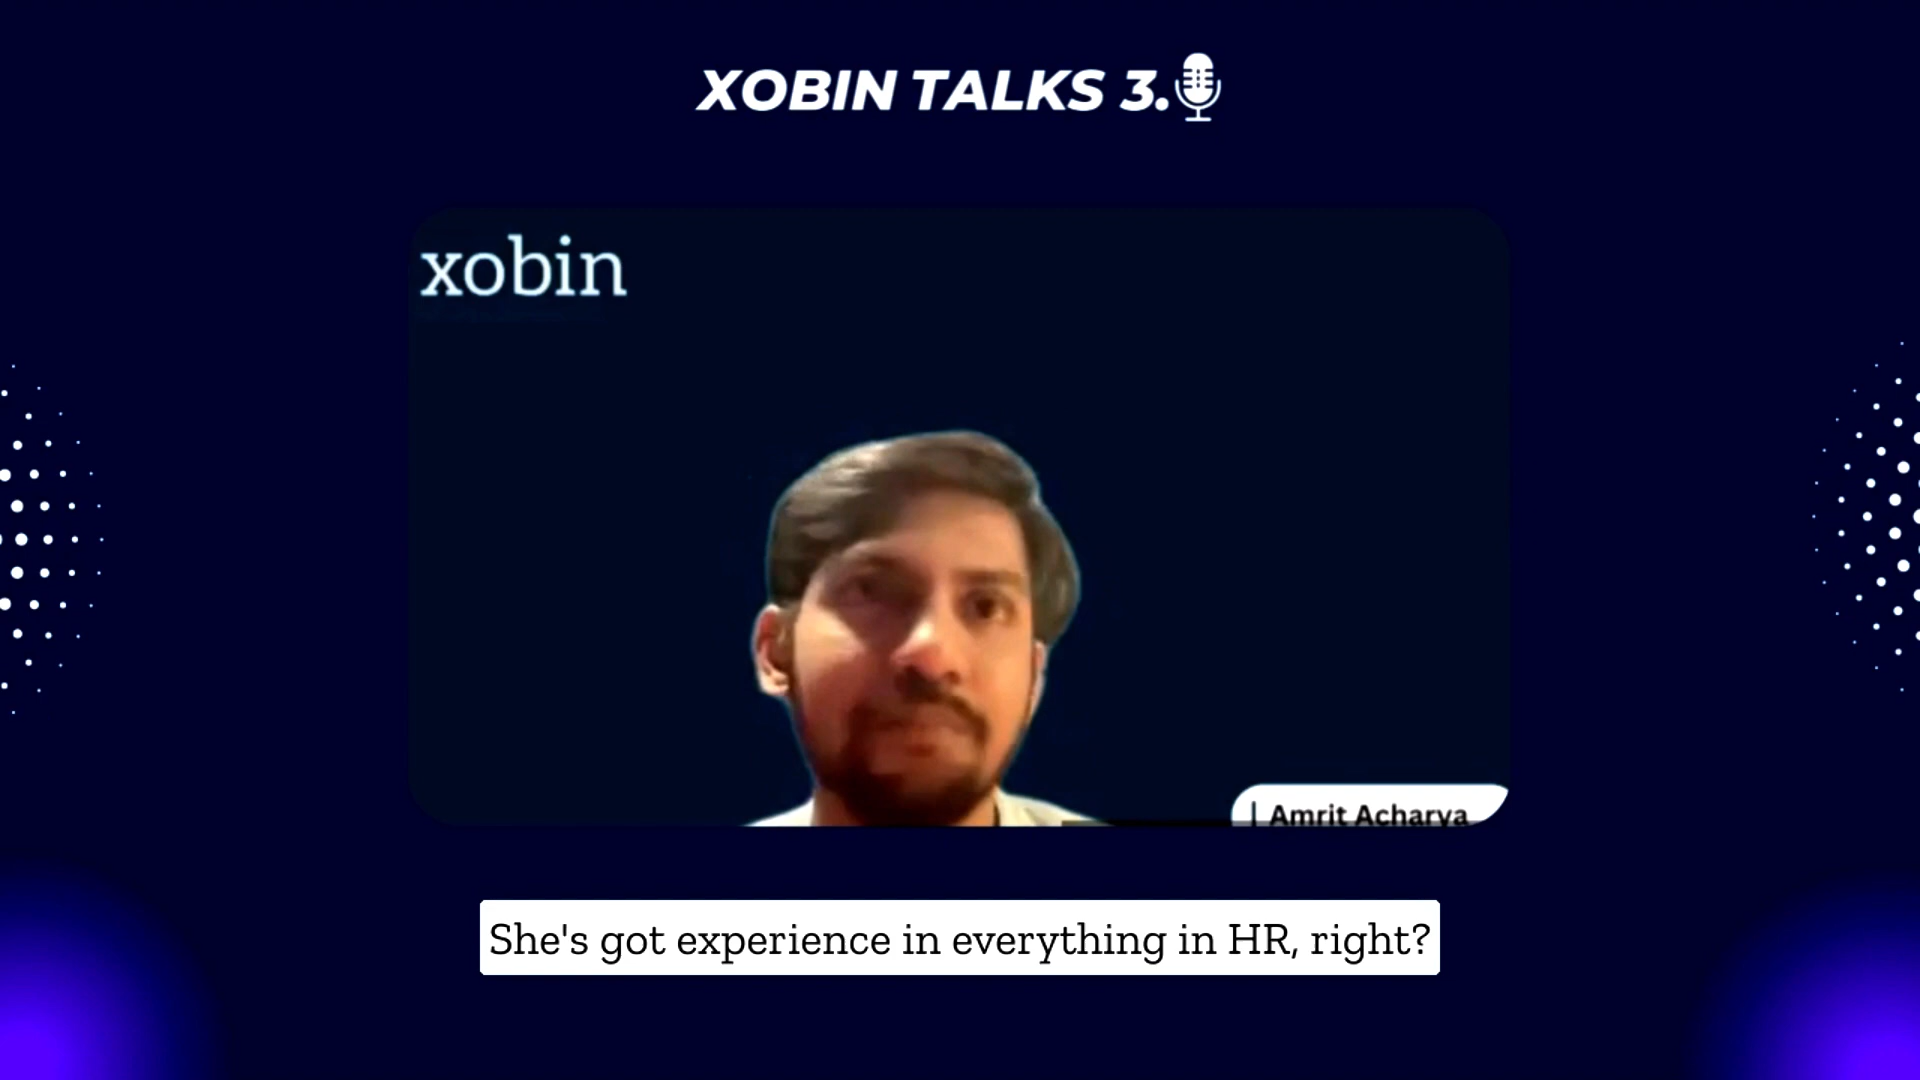 XOBIN TALKS 3.
xobin
| Amrit Acharya
She's got experience in everything in HR, right?